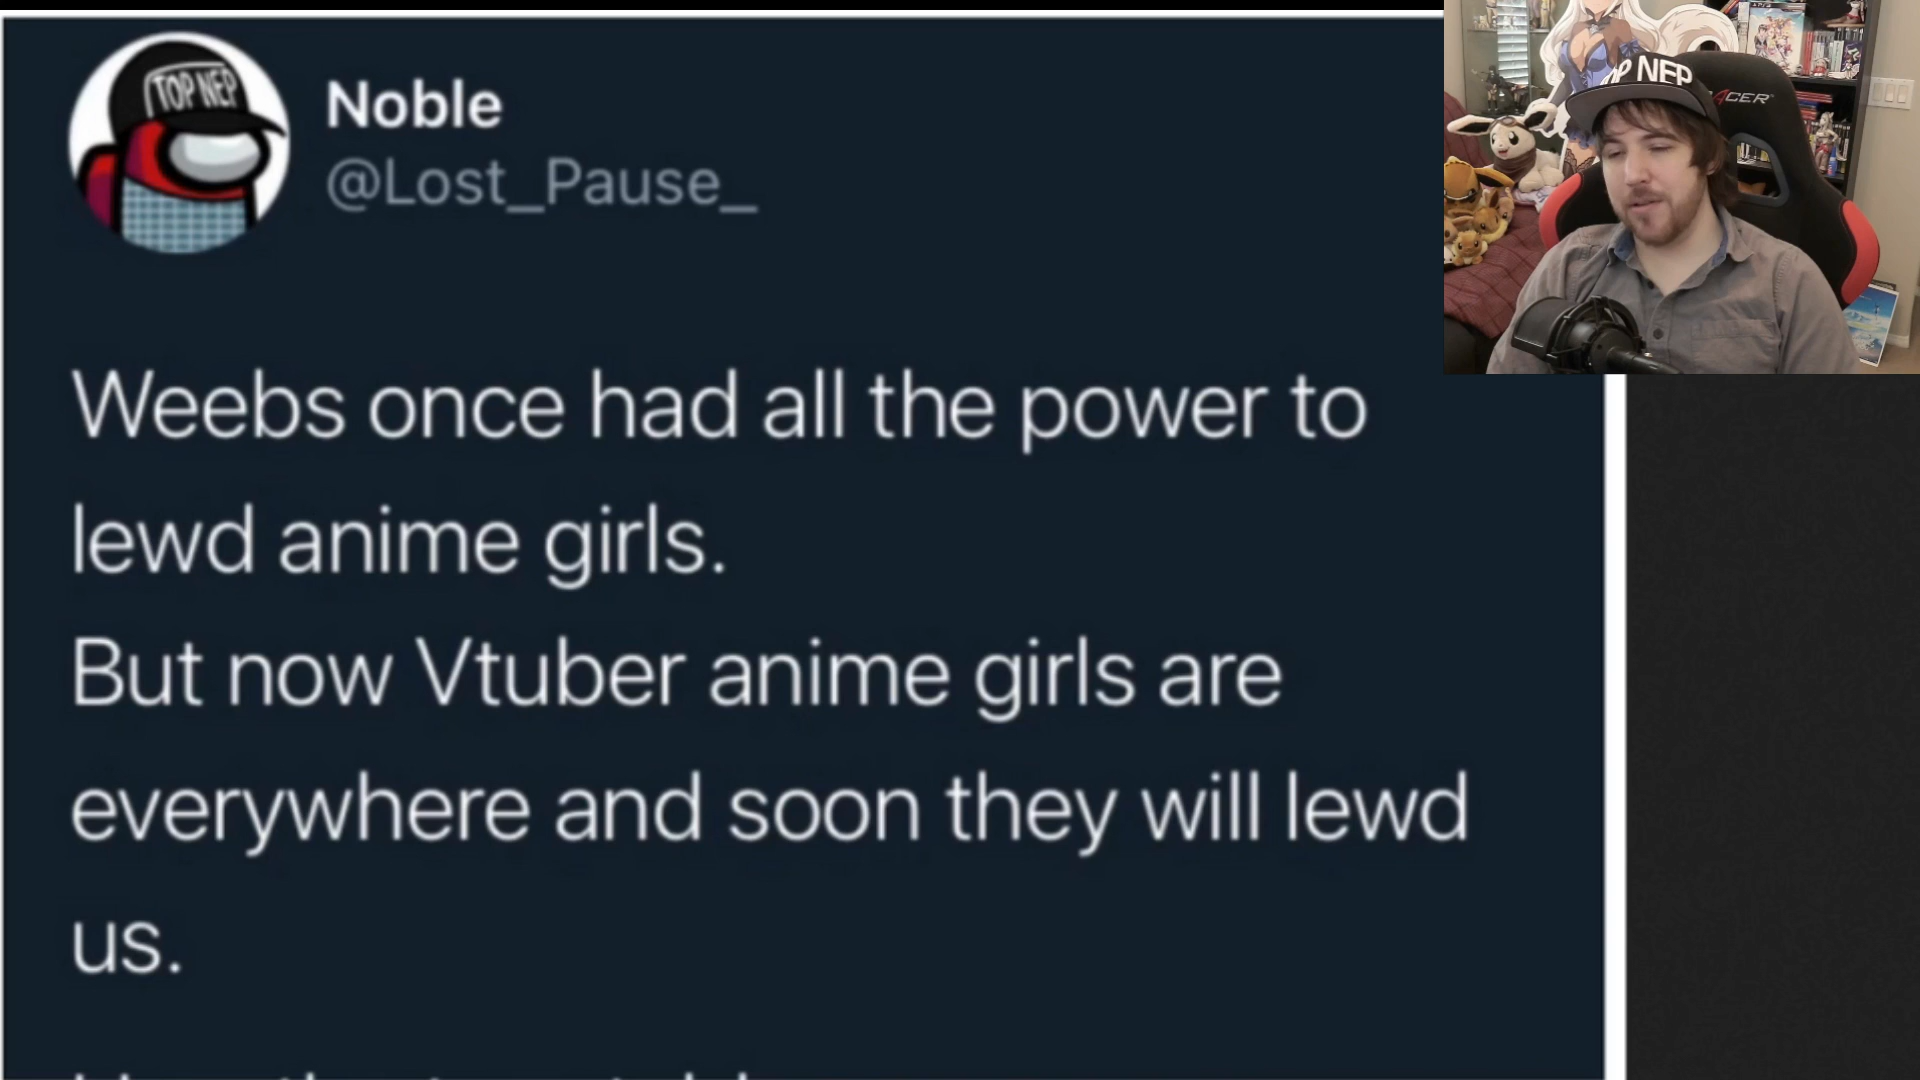 TOP NEP
Noble
@Lost_Pause_
Weebs once had all the power to
lewd anime girls.
But now Vtuber anime girls are
everywhere and soon they will lewd
us.
P NEP
ACER